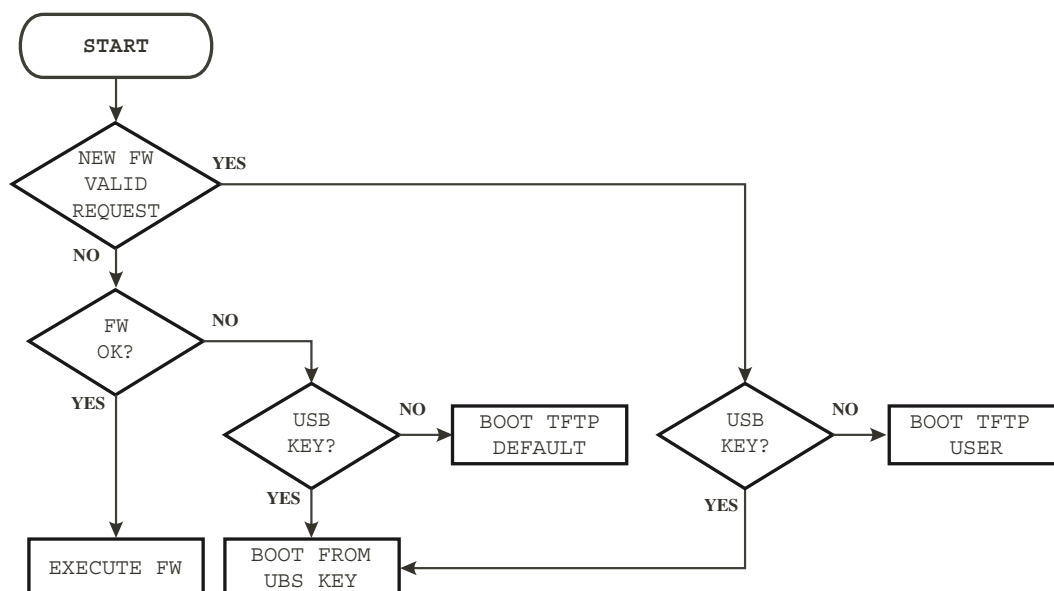 START
NEW FW
VALID
REQUEST
YES
NO
FW
OK?
NO
YES
USB
KEY?
NO
BOOT TFTP
DEFAULT
USB
KEY?
NO
BOOT TFTP
USER
YES
YES
EXECUTE FW
BOOT FROM
UBS KEY